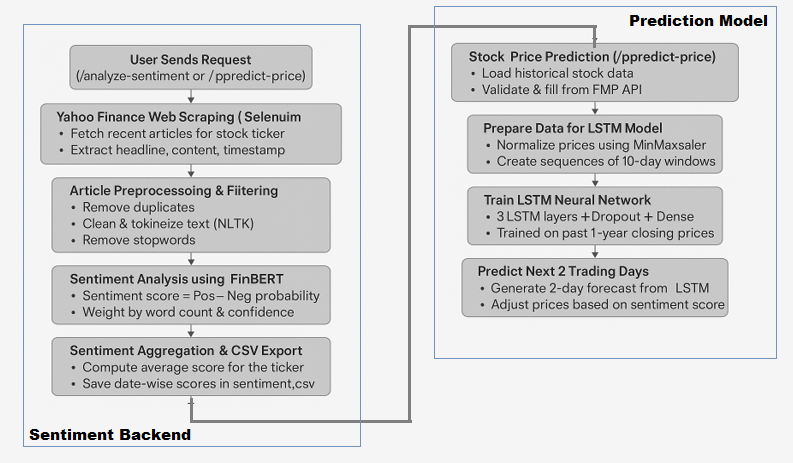 User Sends Request
(/analyze-sentiment or / ppredict-price)
Yahoo Finance Web Scraping ( Selenuim
• Fetch recent articles for stock ticker
• Extract headline, content, timestamp
Article Preprocessoing & Fiitering
• Remove duplicates
• Clean & tokineize text (NLTK)
• Remove stopwords
Sentiment Analysis using FinBERT
• Sentiment score = Pos – Neg probability
• Weight by word count & confidence
Sentiment Aggregation & CSV Export
• Compute average score for the ticker
• Save date-wise scores in sentiment,csv
Sentiment Backend
Prediction Model
Stock Price Prediction (/ppredict-price)
• Load historical stock data
• Validate & fill from FMP API
Prepare Data for LSTM Model
• Normalize prices using MinMaxsaler
• Create sequences of 10-day windows
Train LSTM Neural Network
• 3 LSTM layers + Dropout + Dense
• Trained on past 1-year closing prices
Predict Next 2 Trading Days
• Generate 2-day forecast from LSTM
• Adjust prices based on sentiment score